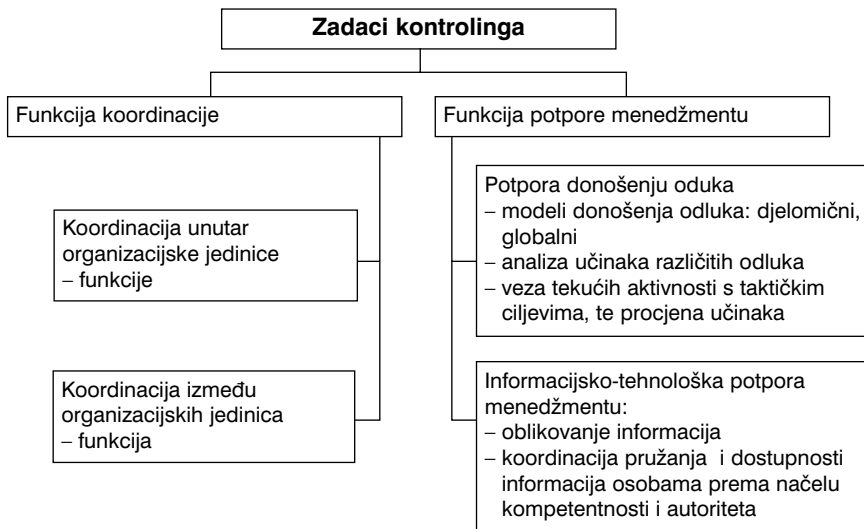 Zadaci kontrolinga
Funkcija koordinacije
Koordinacija unutar
organizacijske jedinice
– funkcije
Koordinacija između
organizacijskih jedinica
– funkcija
Funkcija potpore menedžmentu
Potpora donošenju oduka
– modeli donošenja odluka: djelomični,
globalni
– analiza učinaka različitih odluka
– veza tekućih aktivnosti s taktičkim
ciljevima, te procjena učinaka
Informacijsko-tehnološka potpora
menedžmentu:
– oblikovanje informacija
– koordinacija pružanja i dostupnosti
informacija osobama prema načelu
kompetentnosti i autoriteta